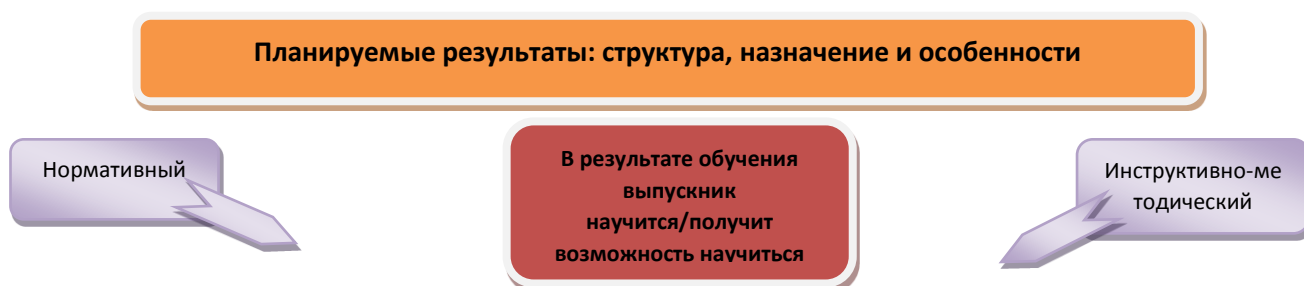 Планируемые результаты: структура, назначение и особенности
Нормативный
В результате обучения
выпускник
научится/получит
возможность научиться
Инструктивно-ме
тодический